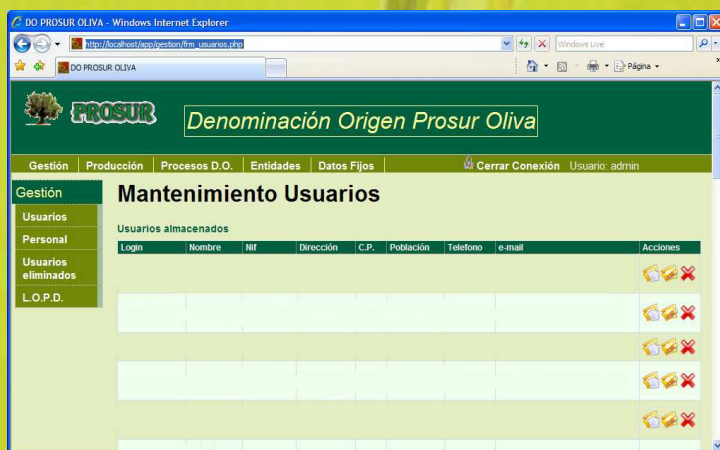 DO PROSUR OLIVA - Windows Internet Explorer
http://localhost/app/gestion/frm_usuarios.php
Windows Live
DO PROSUR OLIVA
Página
PROSUR
Denominación Origen Prosur Oliva
Gestión Producción Procesos D.O. Entidades Datos Fijos Cerrar Conexión Usuario: admin
Gestión
Usuarios
Personal
Usuarios
eliminados
L.O.P.D.
Mantenimiento Usuarios
Usuarios almacenados
Login Nombre Nif Dirección C.P. Población Telefono e-mail Acciones